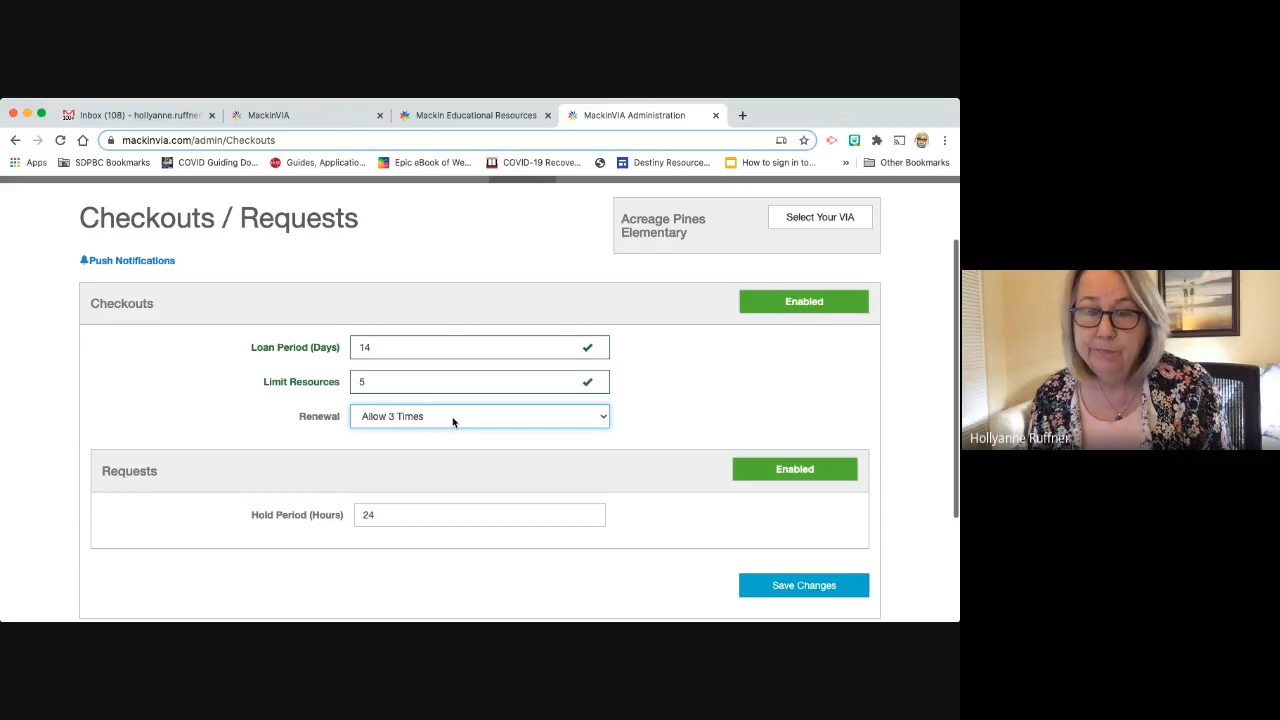 Inbox (108) - hollyanne.ruffner
MackinVIA
Mackin Educational Resources
MackinVIA Administration
mackinvia.com/admin/Checkouts
Apps
SDPBC Bookmarks
COVID Guiding Do...
Guides, Applicatio...
Epic eBook of We...
COVID-19 Recove...
Destiny Resource...
How to sign in to...
»
Other Bookmarks
Checkouts / Requests
Acreage Pines
Elementary
Select Your VIA
Push Notifications
Checkouts
Enabled
Loan Period (Days)
14
Limit Resources
5
Renewal
Allow 3 Times
Requests
Enabled
Hold Period (Hours)
24
Save Changes
Hollyanne Ruffner